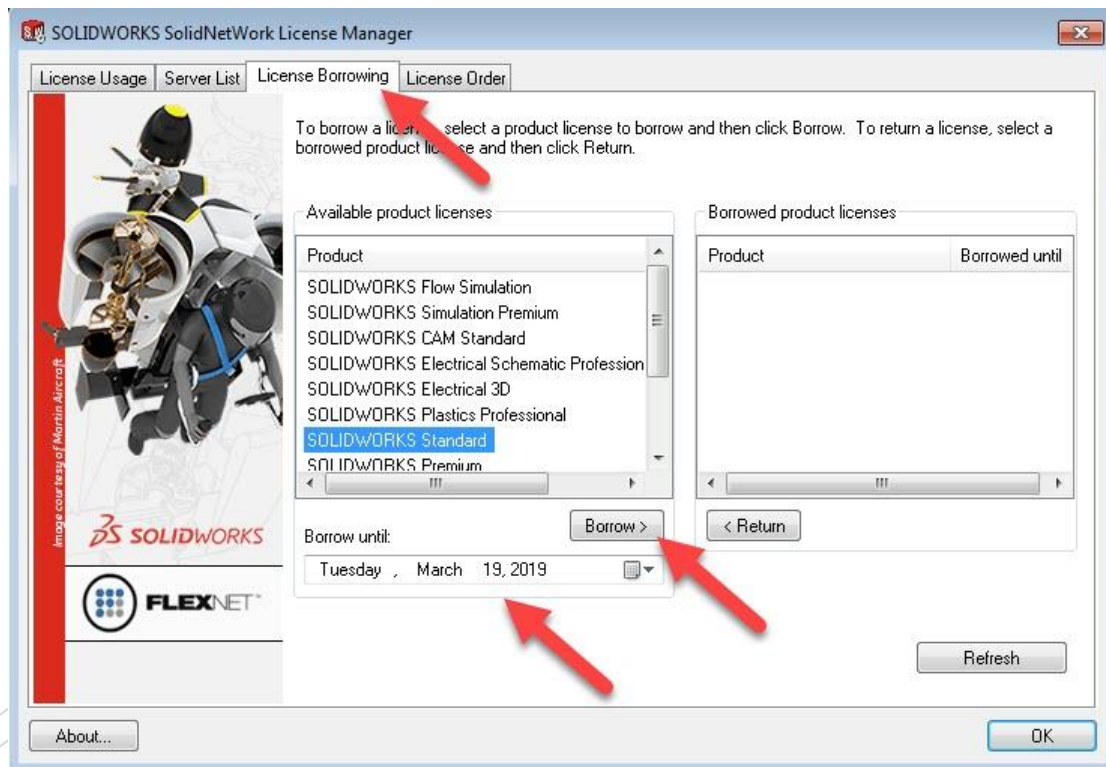 SOLIDWORKS SolidNetWork License Manager
License Usage
Server List
License Borrowing
License Order
To borrow a select a product license to borrow and then click Borrow. To return a license, select a
borrowed product and then click Return.
Available product licenses
Product
SOLIDWORKS Flow Simulation
SOLIDWORKS Simulation Premium
SOLIDWORKS CAM Standard
SOLIDWORKS Electrical Schematic Profession
SOLIDWORKS Electrical 3D
SOLIDWORKS Plastics Professional
SOLIDWORKS Standard
SOLIDWORKS Premium
Borrow >
Borrow until:
Tuesday , March 19, 2019
Borrowed product licenses
Product Borrowed until
< Return
Refresh
Image courtesy of Martin Aircraft
3S SOLIDWORKS
FLEXNET
About...
OK